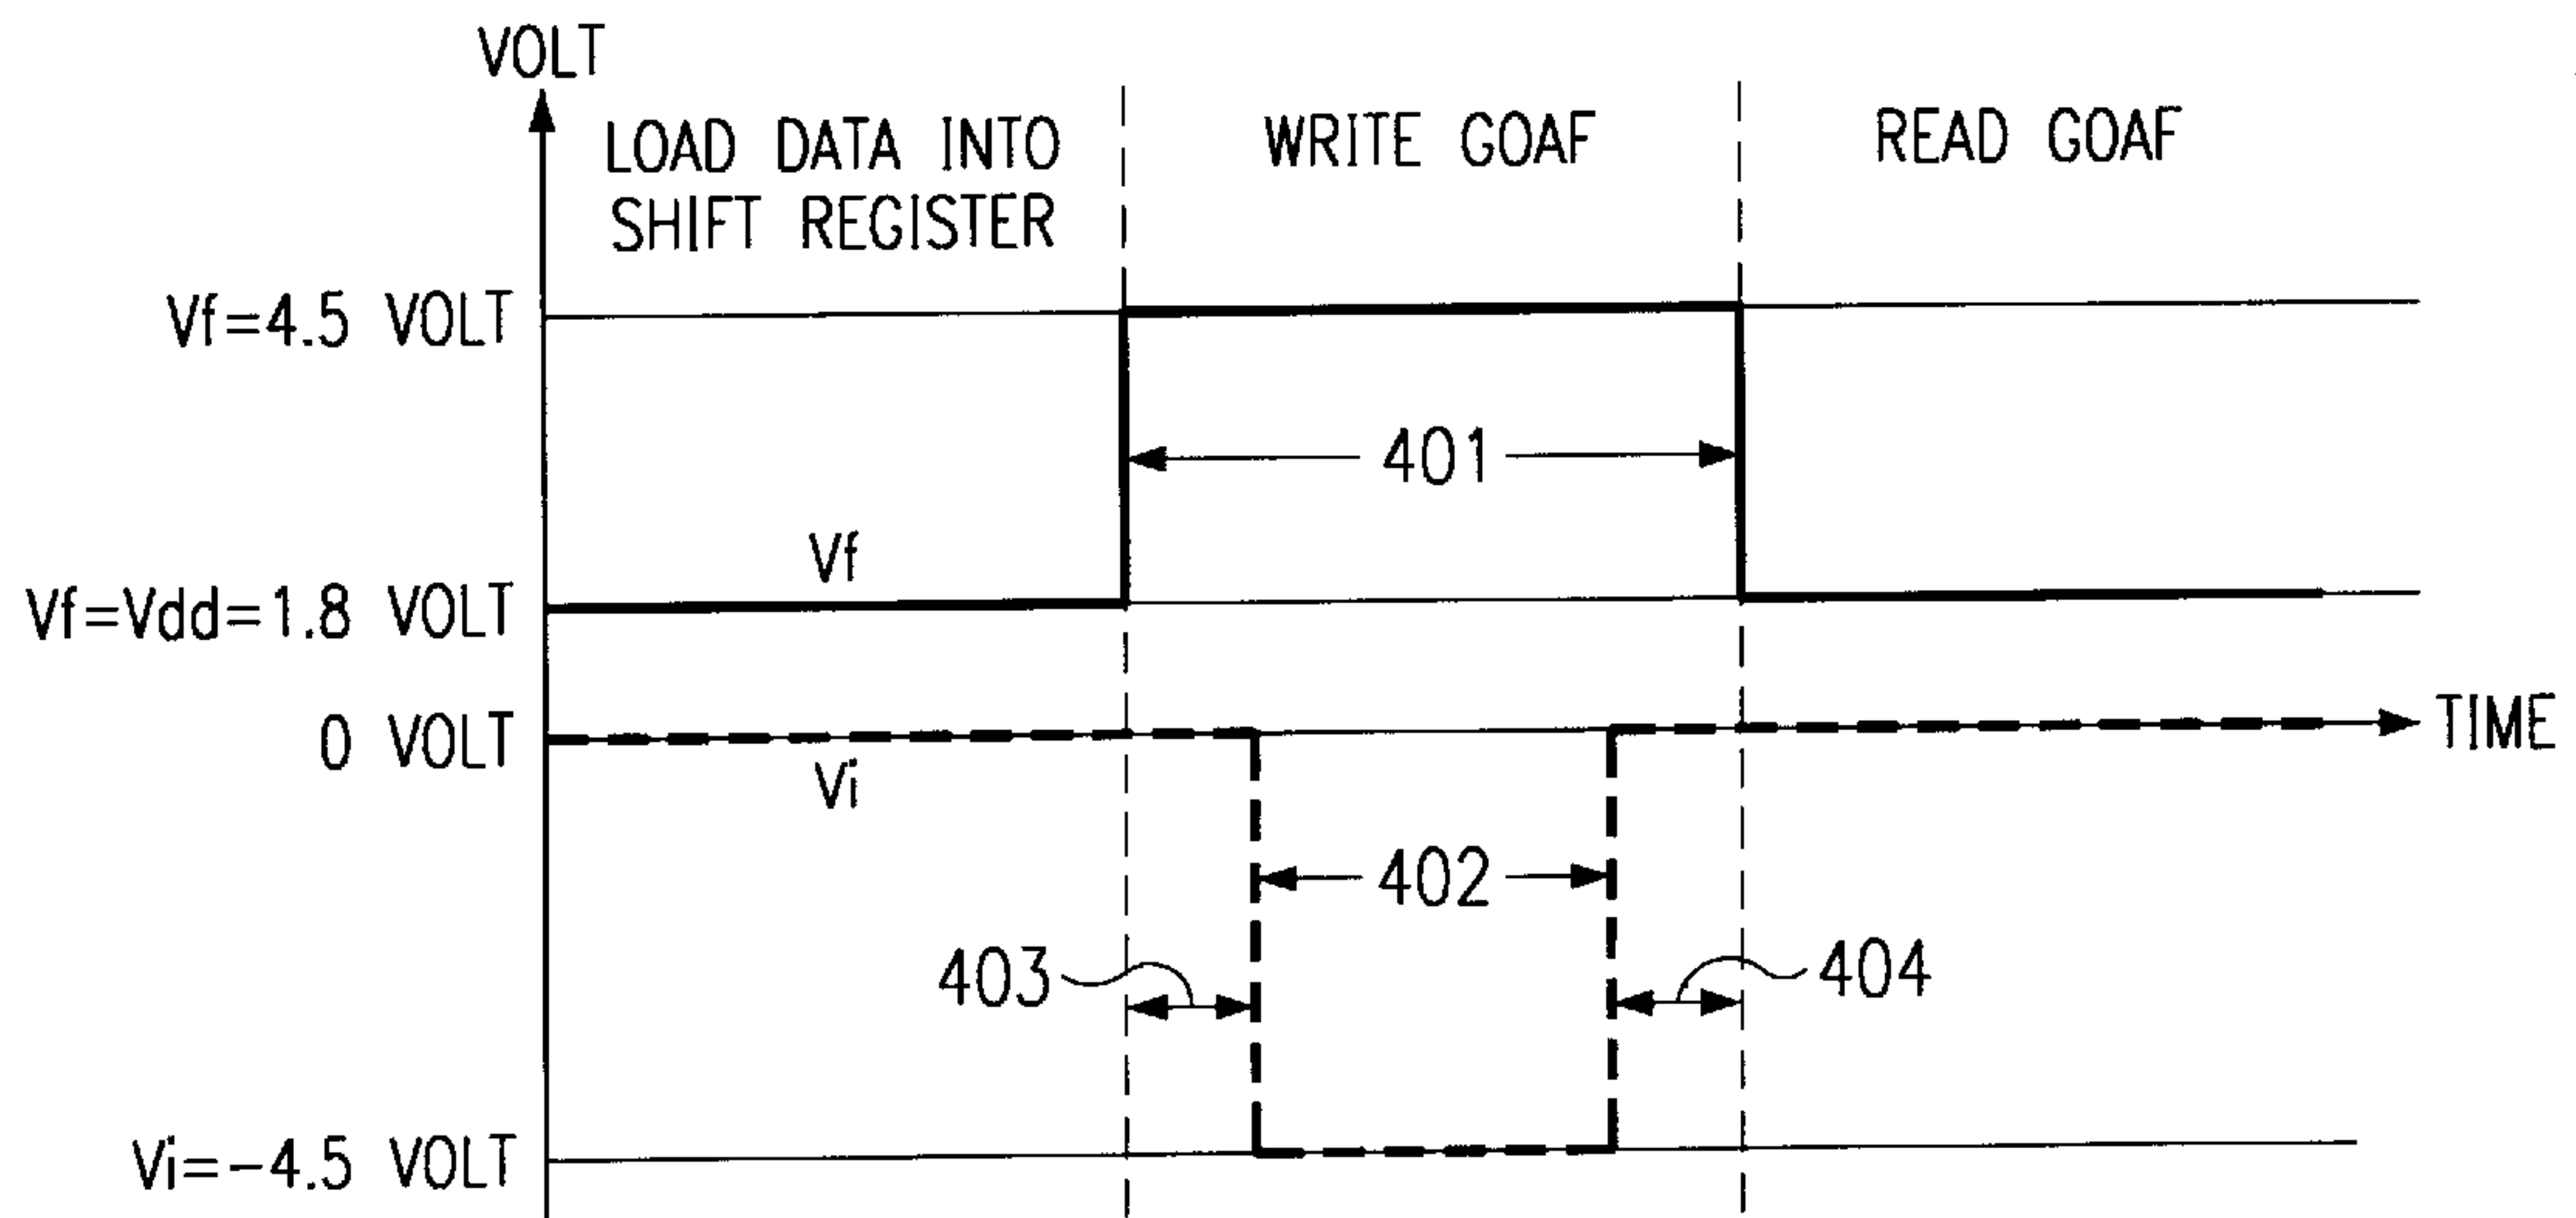 VOLT
LOAD DATA INTO
SHIFT REGISTER
WRITE GOAF
READ GOAF
Vf=4.5 VOLT
401
Vf
Vf=Vdd=1.8 VOLT
0 VOLT
TIME
Vi
402
403
404
Vi=-4.5 VOLT